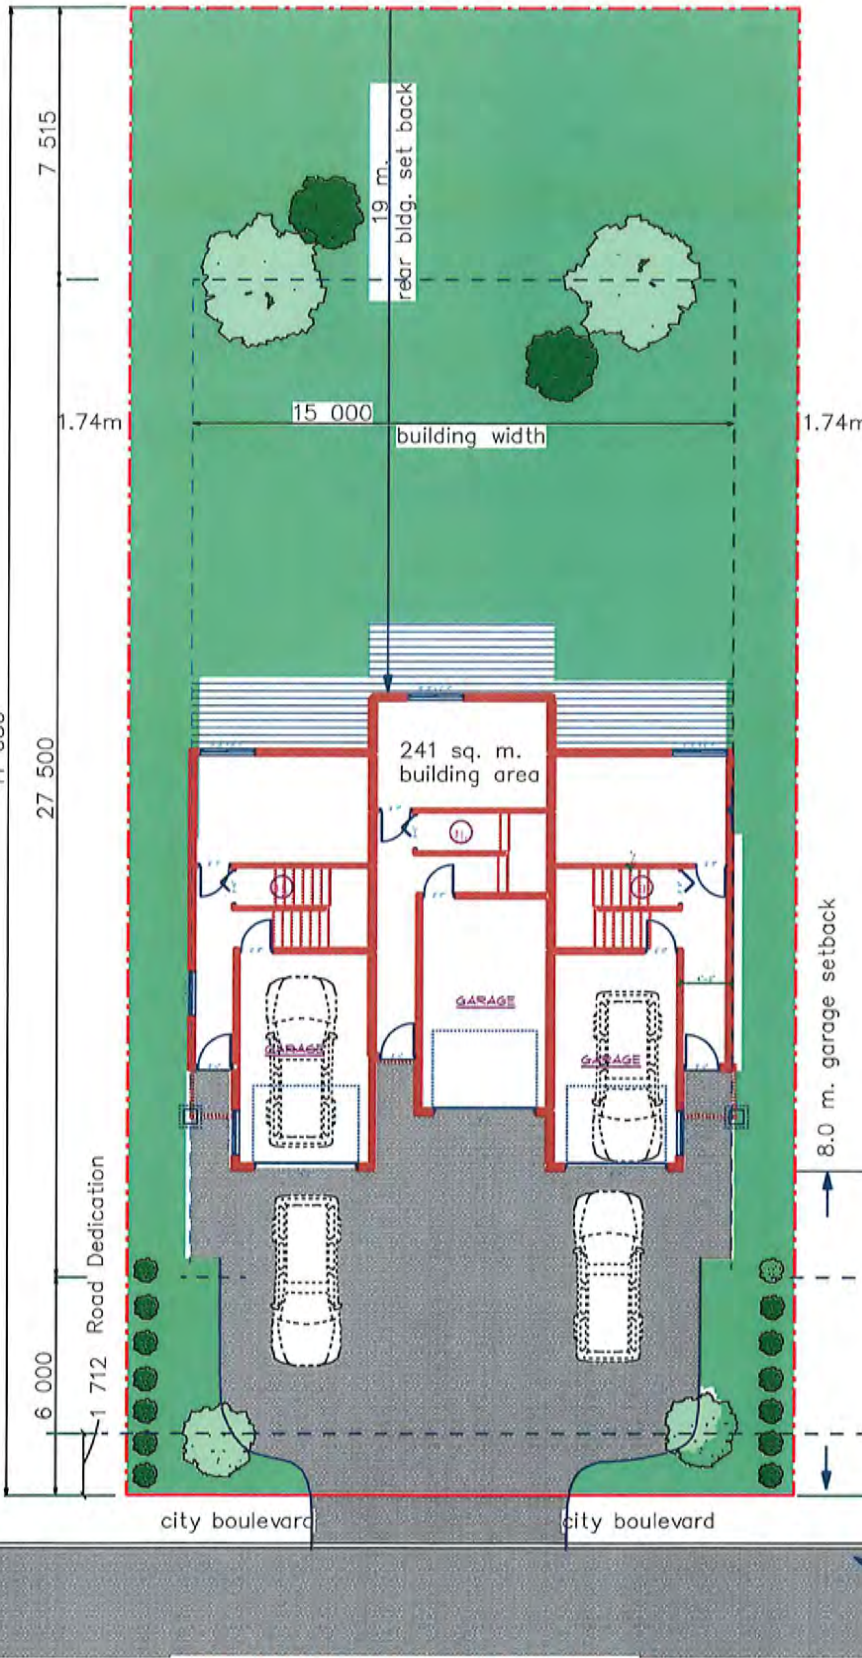 7 515
19 m.
rear bldg. set back
1.74m
15 000
building width
1.74m
27 500
241 sq. m.
building area
GARAGE
GARAGE
GARAGE
8.0 m. garage setback
6 000
1 712 Road Dedication
city boulevard
city boulevard